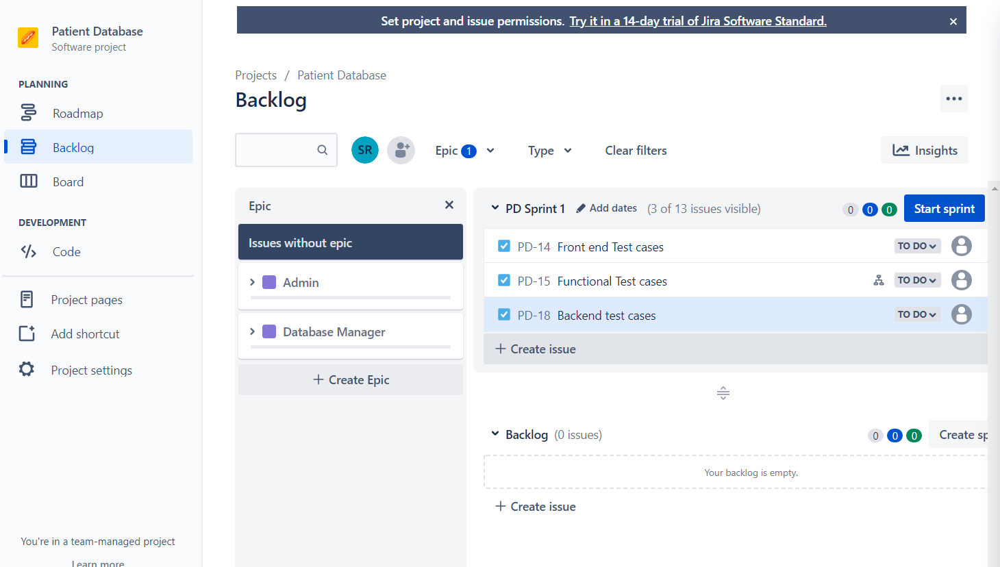 Patient Database
Software project
PLANNING
Roadmap
Backlog
Board
DEVELOPMENT
Code
Project pages
Add shortcut
Project settings
You're in a team-managed project
Learn more
Set project and issue permissions. Try it in a 14-day trial of Jira Software Standard.
Projects / Patient Database
Backlog
SR
Epic 1
Type
Clear filters
Insights
Epic
Issues without epic
Admin
Database Manager
+ Create Epic
PD Sprint 1 Add dates (3 of 13 issues visible) 0 0 0 Start sprint
PD-14 Front end Test cases TO DO
PD-15 Functional Test cases TO DO
PD-18 Backend test cases TO DO
+ Create issue
Backlog (0 issues) 0 0 0 Create sp
Your backlog is empty.
+ Create issue